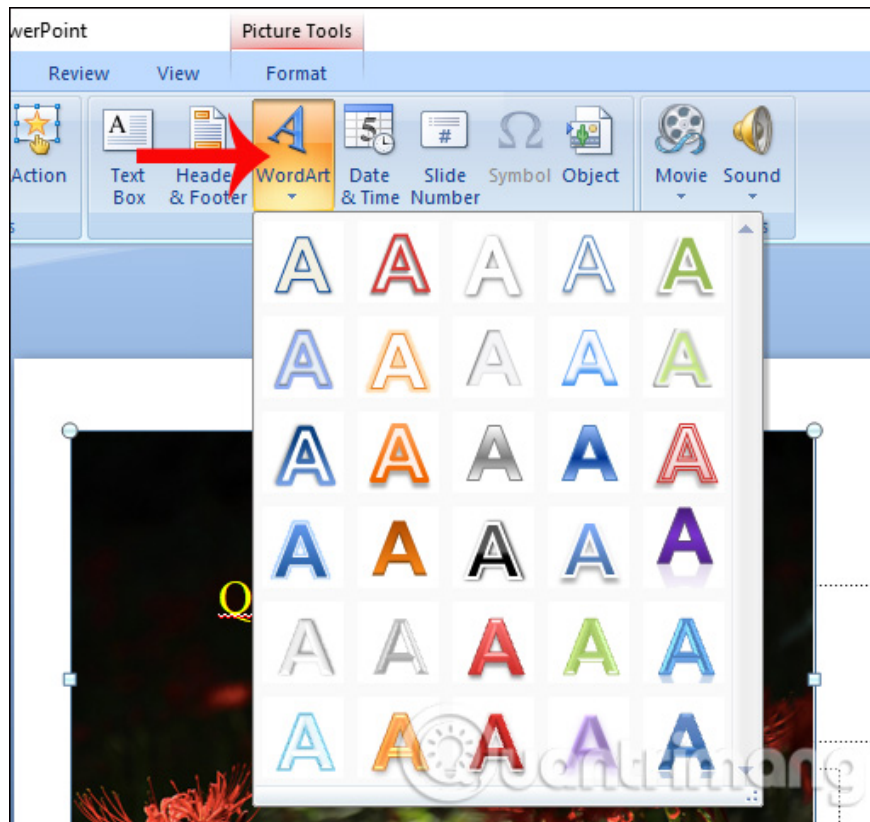 werPoint
Picture Tools
Review View Format
Action
Text Box
Header & Footer
WordArt
Date & Time
Slide Number
Symbol
Object
Movie
Sound
s
s
A A A A A
A A A A A
A A A A A
A A A A A
A A A A A
A A A A A
Q
Quantrimang